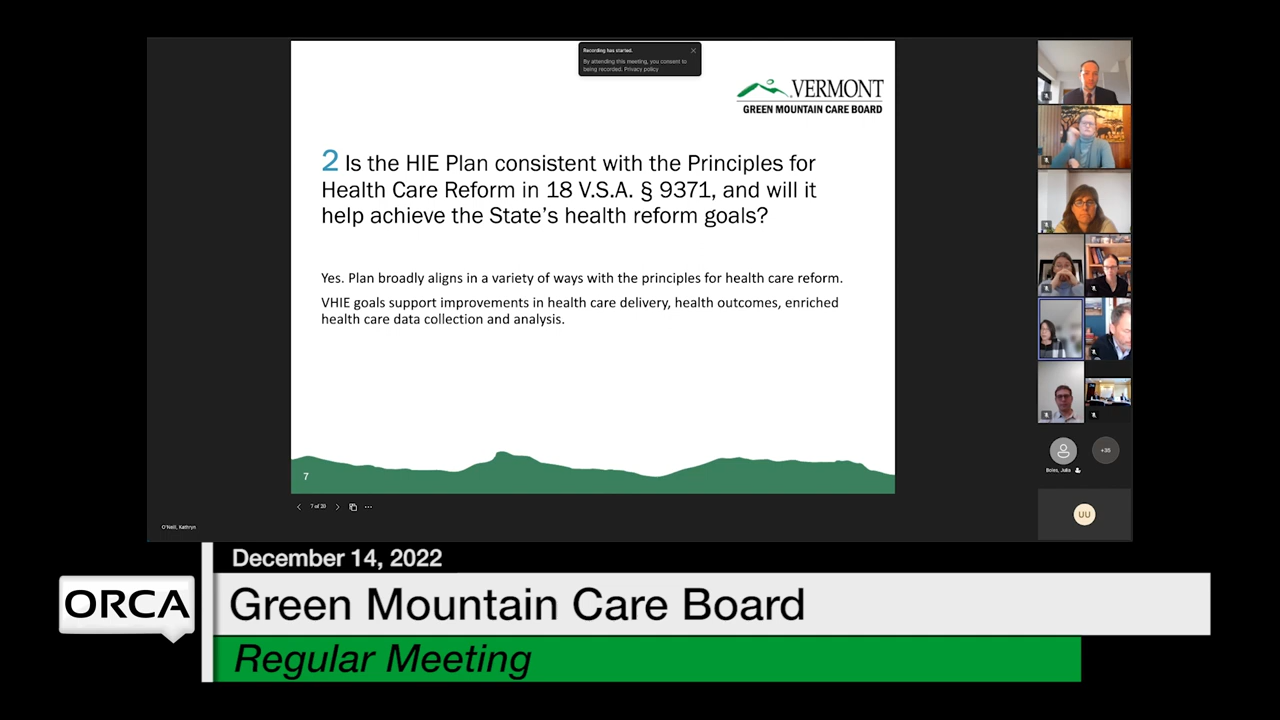 Recording has started.
By attending this meeting, you consent to
being recorded. Privacy policy
VERMONT
GREEN MOUNTAIN CARE BOARD
2 Is the HIE Plan consistent with the Principles for
Health Care Reform in 18 V.S.A. § 9371, and will it
help achieve the State's health reform goals?
Yes. Plan broadly aligns in a variety of ways with the principles for health care reform.
VHIE goals support improvements in health care delivery, health outcomes, enriched
health care data collection and analysis.
7
7 of 39
O'Neill, Kathryn
Boles, Julia
+35
UU
December 14, 2022
ORCA
Green Mountain Care Board
Regular Meeting